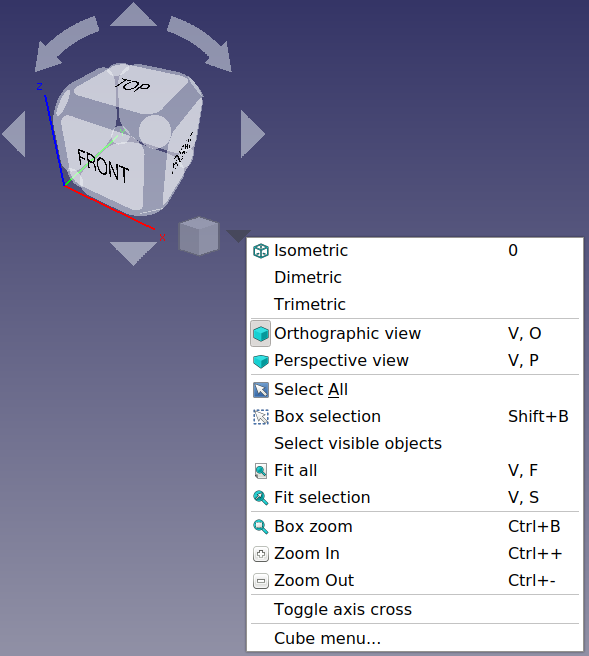 TOP
Z
FRONT
X
Isometric 0
Dimetric
Trimetric
Orthographic view V, O
Perspective view V, P
Select All
Box selection Shift+B
Select visible objects
Fit all V, F
Fit selection V, S
Box zoom Ctrl+B
Zoom In Ctrl++
Zoom Out Ctrl+-
Toggle axis cross
Cube menu...